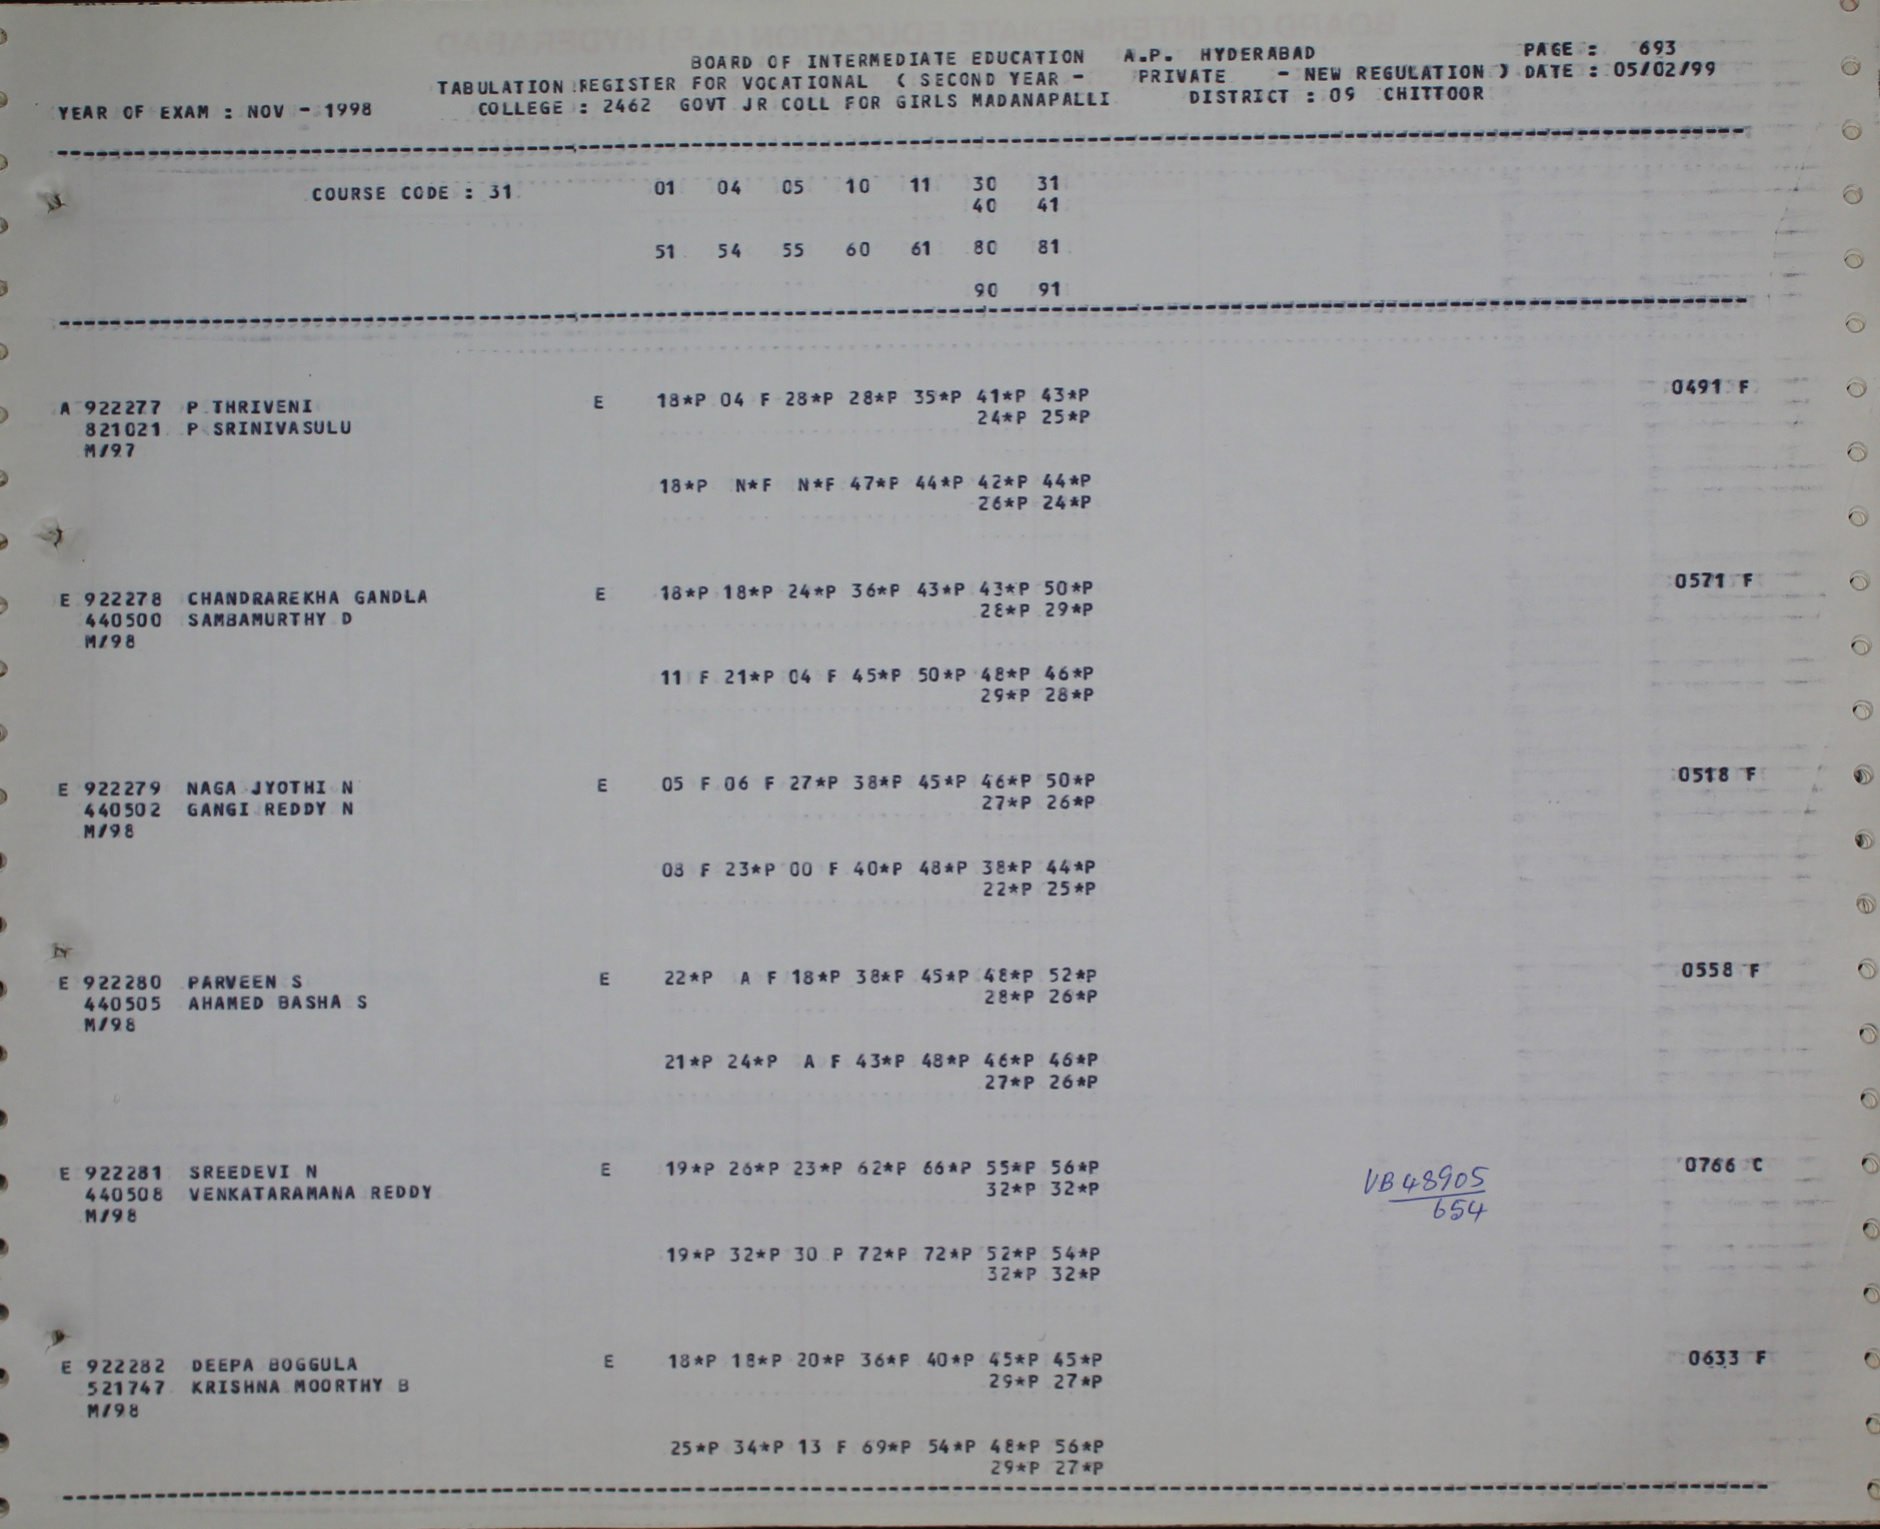 BOARD OF INTERMEDIATE EDUCATION A.P. HYDERABAD PAGE : 693
TABULATION REGISTER FOR VOCATIONAL ( SECOND YEAR - PRIVATE - NEW REGULATION ) DATE : 05/02/99
YEAR OF EXAM : NOV - 1998 COLLEGE : 2462 GOVT JR COLL FOR GIRLS MADANAPALLI DISTRICT : 09 CHITTOOR
COURSE CODE : 31 01 04 05 10 11 30 31
40 41
51 54 55 60 61 80 81
90 91
A 922277 P THRIVENI E 18*P 04 F 28*P 28*P 35*P 41*P 43*P 0491 F
821021 P SRINIVASULU 24*P 25*P
M/97
18*P N*F N*F 47*P 44*P 42*P 44*P
26*P 24*P
E 922278 CHANDRAREKHA GANDLA E 18*P 18*P 24*P 36*P 43*P 43*P 50*P 0571 F
440500 SAMBAMURTHY D 28*P 29*P
M/98
11 F 21*P 04 F 45*P 50*P 48*P 46*P
29*P 28*P
E 922279 NAGA JYOTHI N E 05 F 06 F 27*P 38*P 45*P 46*P 50*P 0518 F
440502 GANGI REDDY N 27*P 26*P
M/98
08 F 23*P 00 F 40*P 48*P 38*P 44*P
22*P 25*P
E 922280 PARVEEN S E 22*P A F 18*P 38*P 45*P 48*P 52*P 0558 F
440505 AHAMED BASHA S 28*P 26*P
M/98
21*P 24*P A F 43*P 48*P 46*P 46*P
27*P 26*P
E 922281 SREEDEVI N E 19*P 26*P 23*P 62*P 66*P 55*P 56*P VB 48905 0766 C
440508 VENKATARAMANA REDDY 32*P 32*P 654
M/98
19*P 32*P 30 P 72*P 72*P 52*P 54*P
32*P 32*P
E 922282 DEEPA BOGGULA E 18*P 18*P 20*P 36*P 40*P 45*P 45*P 0633 F
521747 KRISHNA MOORTHY B 29*P 27*P
M/98
25*P 34*P 13 F 69*P 54*P 48*P 56*P
29*P 27*P